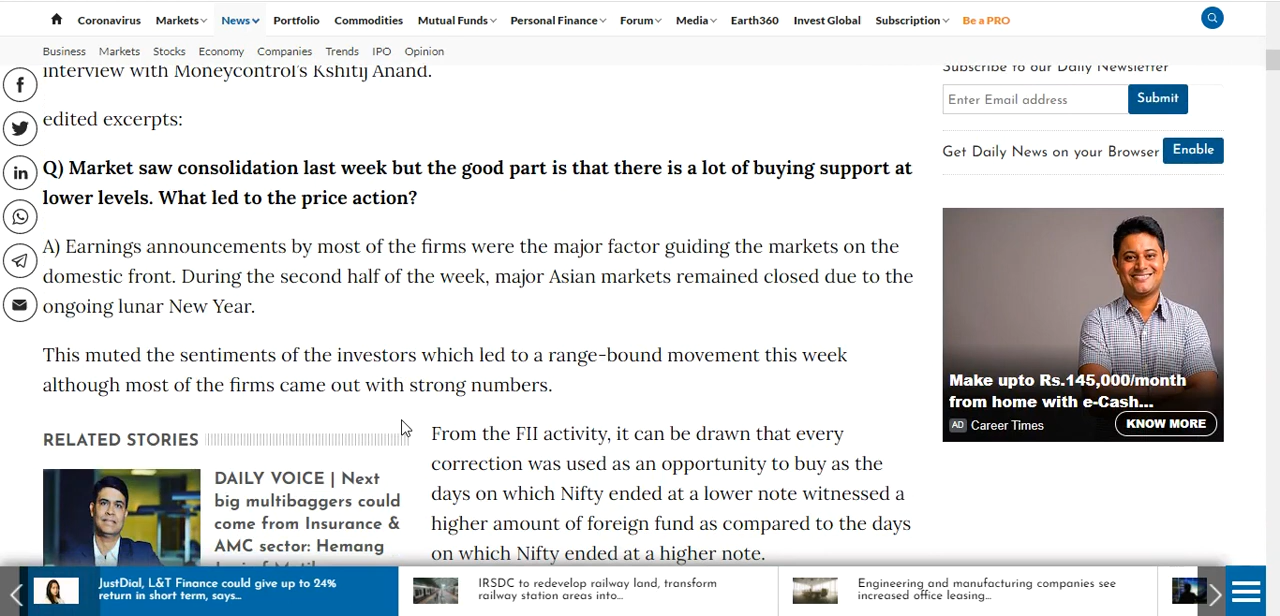 Coronavirus Markets News Portfolio Commodities Mutual Funds Personal Finance Forum Media Earth360 Invest Global Subscription Be a PRO
Business Markets Stocks Economy Companies Trends IPO Opinion
interview with Moneycontrol's Kshitij Anand.
edited excerpts:
Q) Market saw consolidation last week but the good part is that there is a lot of buying support at
lower levels. What led to the price action?
A) Earnings announcements by most of the firms were the major factor guiding the markets on the
domestic front. During the second half of the week, major Asian markets remained closed due to the
ongoing lunar New Year.
This muted the sentiments of the investors which led to a range-bound movement this week
although most of the firms came out with strong numbers.
RELATED STORIES
DAILY VOICE | Next
big multibaggers could
come from Insurance &
AMC sector: Hemang
From the FII activity, it can be drawn that every
correction was used as an opportunity to buy as the
days on which Nifty ended at a lower note witnessed a
higher amount of foreign fund as compared to the days
on which Nifty ended at a higher note.
Subscribe to our Daily Newsletter
Enter Email address Submit
Get Daily News on your Browser Enable
Make upto Rs.145,000/month
from home with e-Cash...
AD Career Times KNOW MORE
JustDial, L&T Finance could give up to 24%
return in short term, says...
IRSDC to redevelop railway land, transform
railway station areas into...
Engineering and manufacturing companies see
increased office leasing...